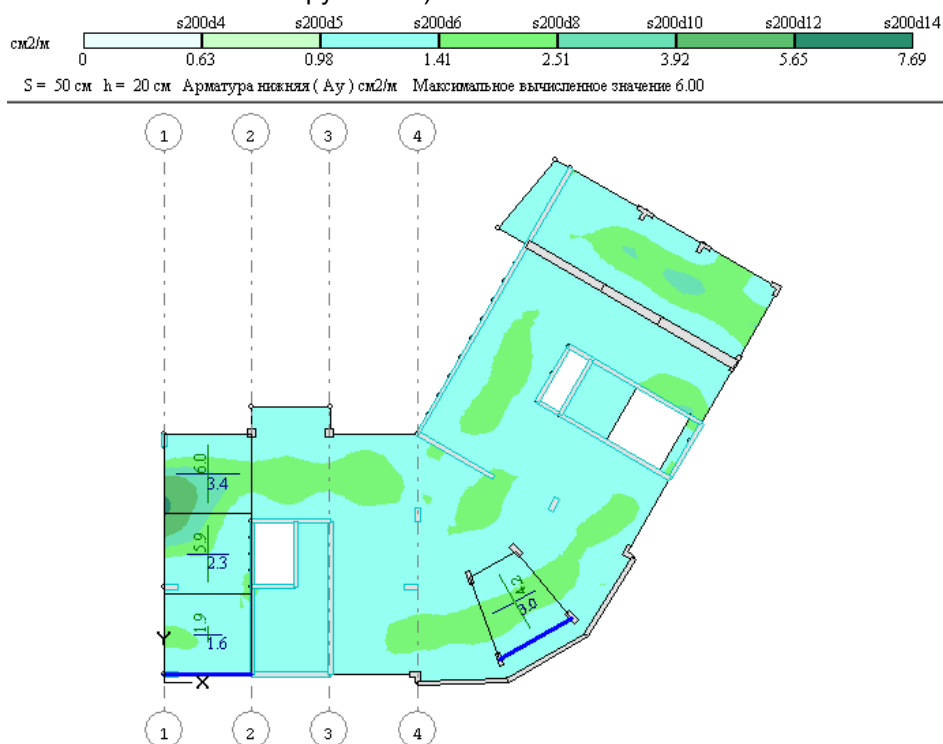 s200d4 s200d5 s200d6 s200d8 s200d10 s200d12 s200d14
см2/м
0 0.63 0.98 1.41 2.51 3.92 5.65 7.69
S = 50 см h = 20 см Арматура нижняя ( Ay ) см2/м Максимальное вычисленное значение 6.00
1 2 3 4
6.0
3.4
5.9
2.3
4.2
3.0
1.9
1.6
Y
X
1 2 3 4